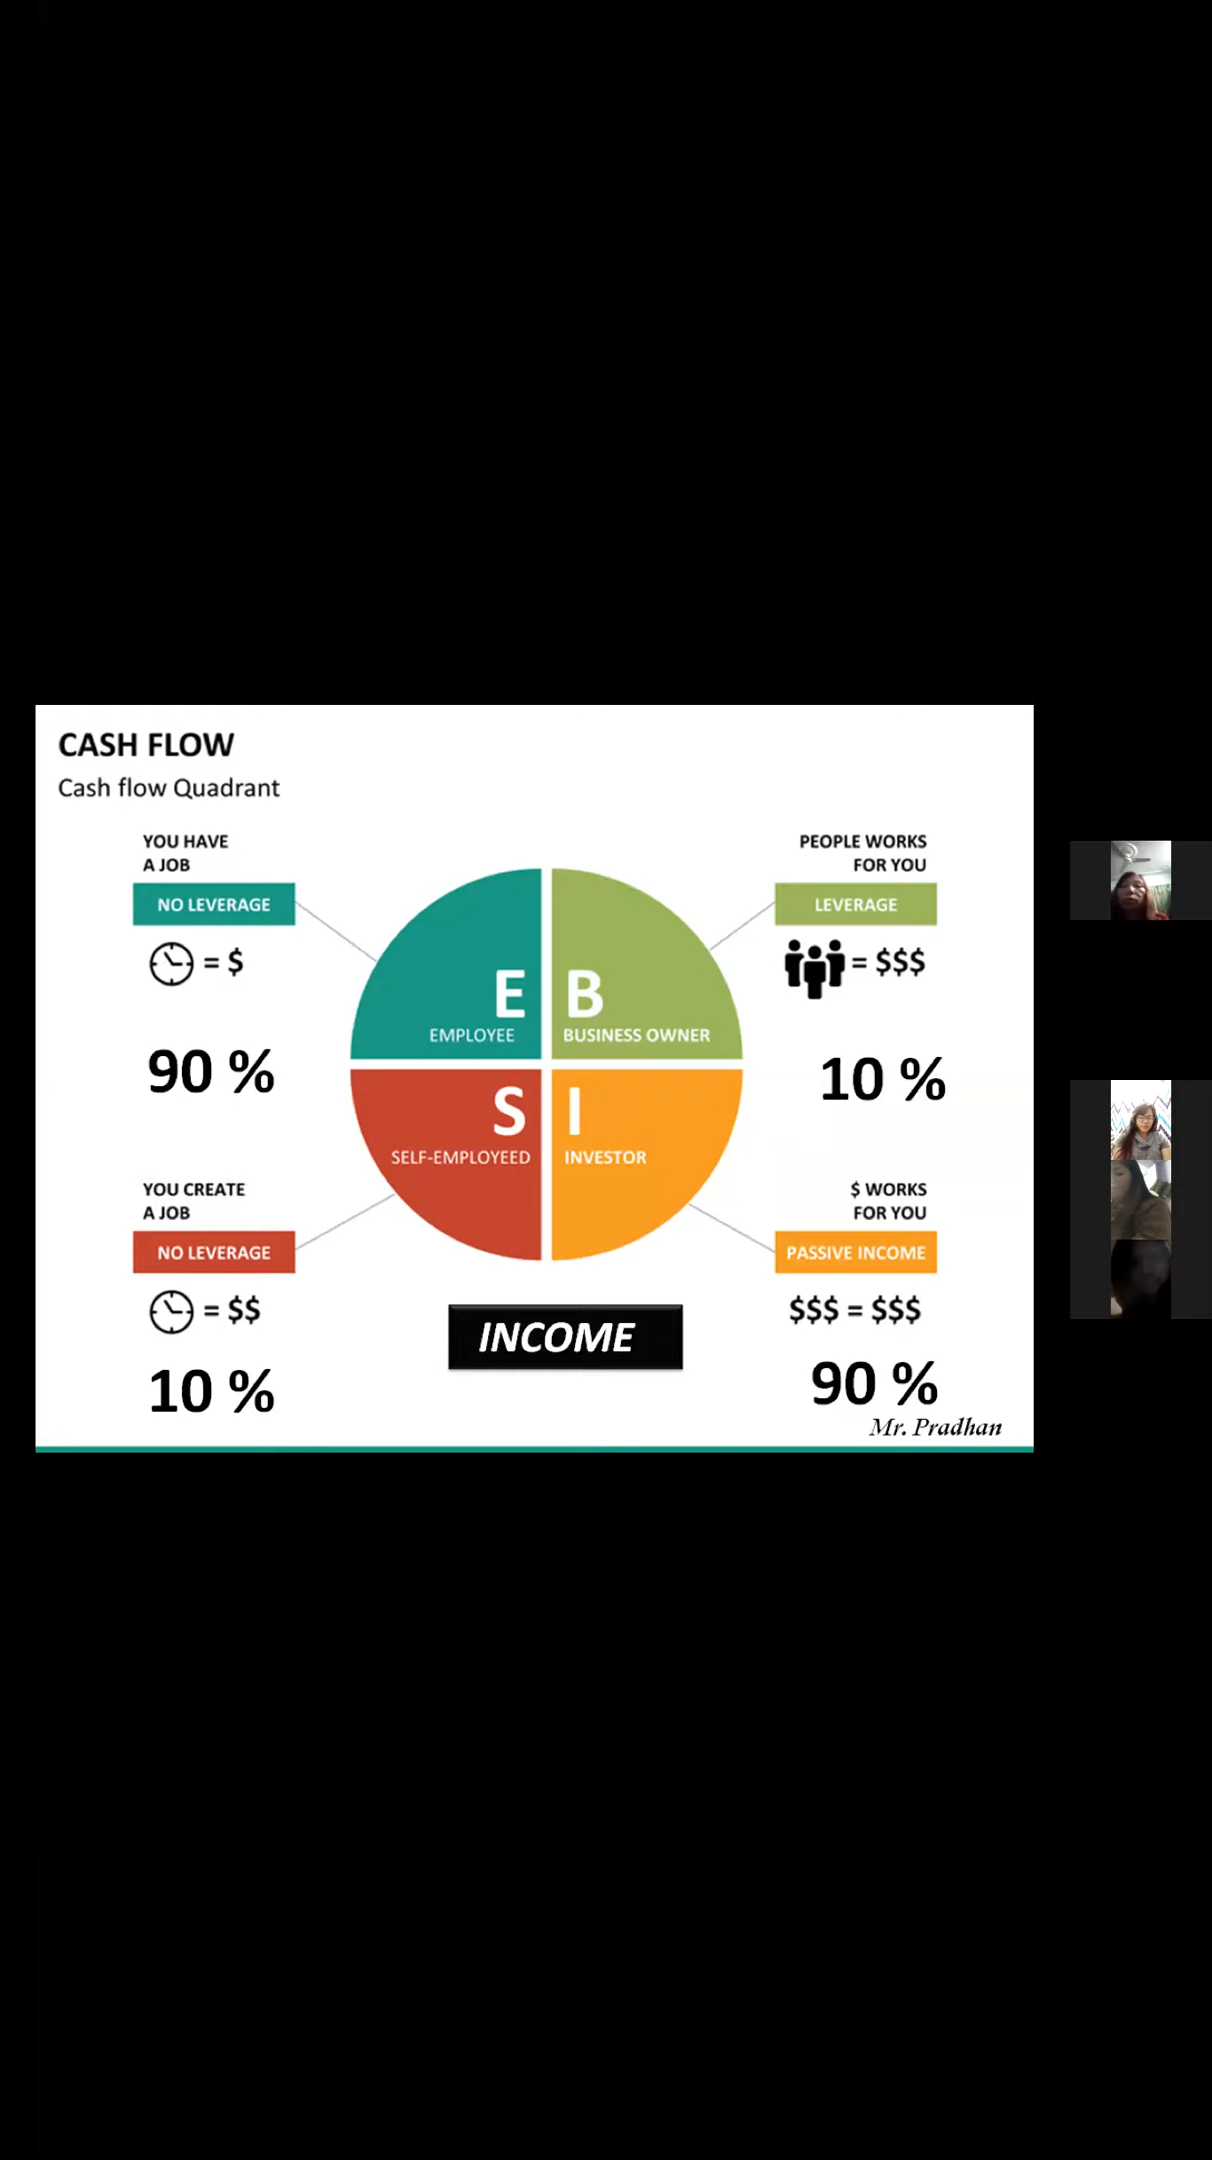 CASH FLOW
Cash flow Quadrant
YOU HAVE
A JOB
NO LEVERAGE
= $
90 %
PEOPLE WORKS
FOR YOU
LEVERAGE
= $$$
10 %
E
EMPLOYEE
B
BUSINESS OWNER
S
SELF-EMPLOYEED
I
INVESTOR
YOU CREATE
A JOB
NO LEVERAGE
= $$
10 %
$ WORKS
FOR YOU
PASSIVE INCOME
$$$ = $$$
90 %
INCOME
Mr. Pradhan